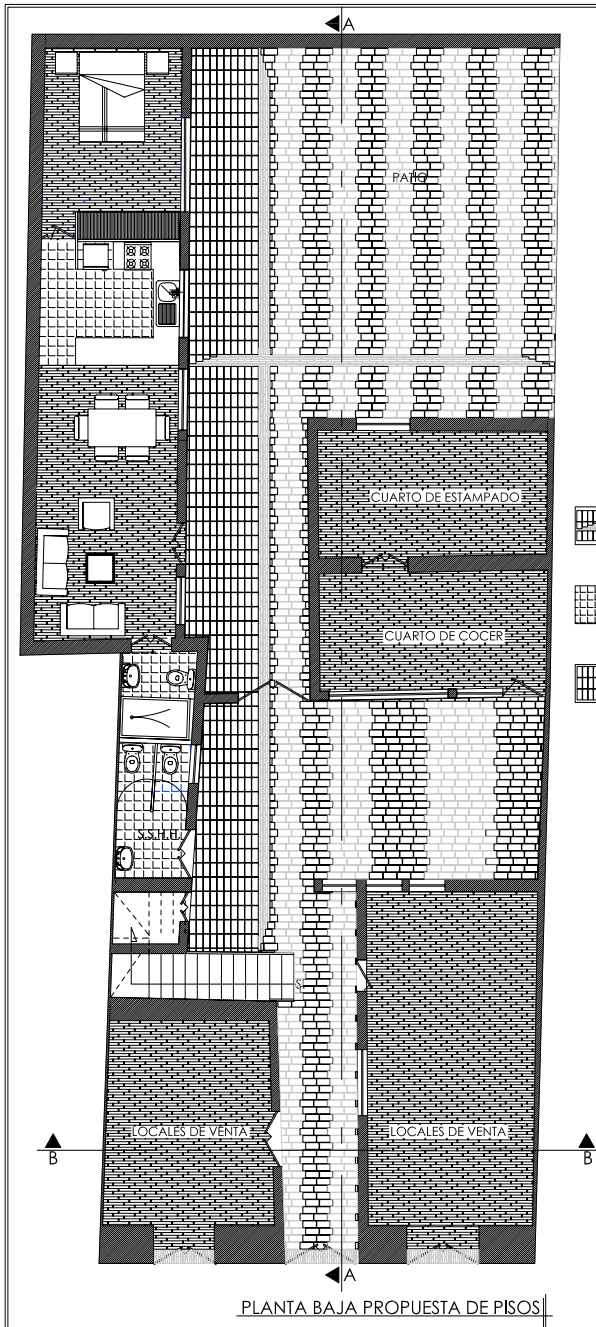 A
PATIO
CUARTO DE ESTAMPADO
CUARTO DE COCER
S.S.H.H.
S
LOCALES DE VENTA
LOCALES DE VENTA
B
B
A
PLANTA BAJA PROPUESTA DE PISOS